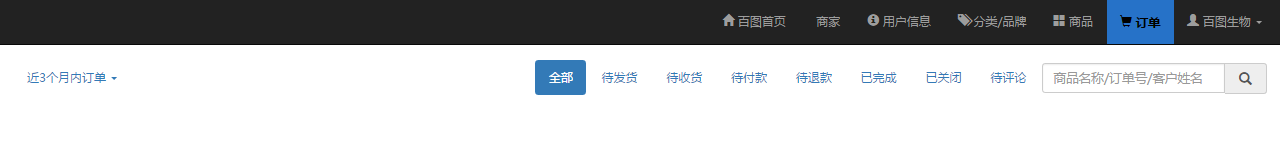 百图首页 商家 用户信息 分类/品牌 商品 订单 百图生物
近3个月内订单 全部 待发货 待收货 待付款 待退款 已完成 已关闭 待评论 商品名称/订单号/客户姓名